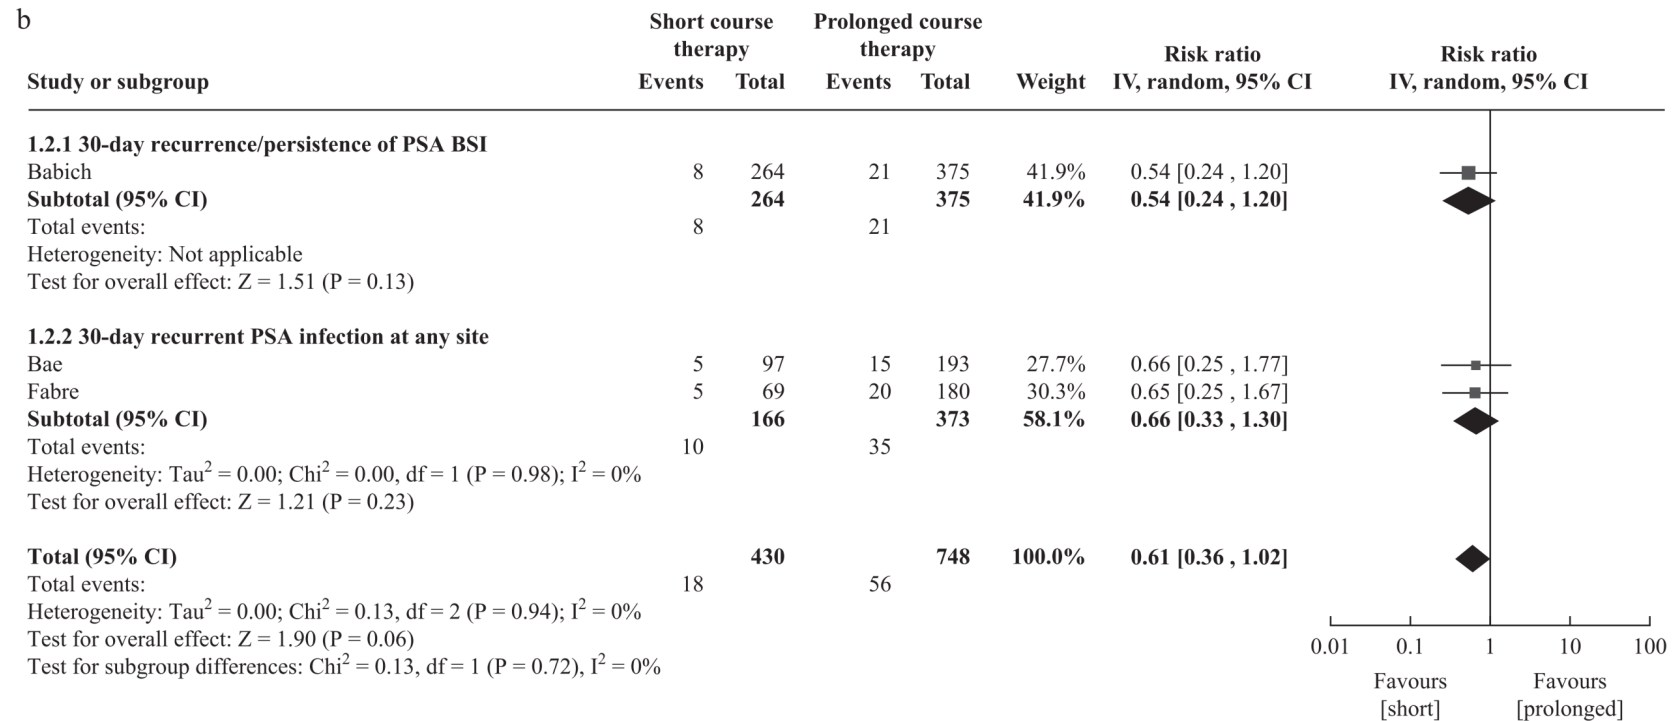 b
Short course therapy Prolonged course therapy Risk ratio Risk ratio
Study or subgroup Events Total Events Total Weight IV, random, 95% CI IV, random, 95% CI
1.2.1 30-day recurrence/persistence of PSA BSI
Babich 8 264 21 375 41.9% 0.54 [0.24 , 1.20]
Subtotal (95% CI) 264 375 41.9% 0.54 [0.24 , 1.20]
Total events: 8 21
Heterogeneity: Not applicable
Test for overall effect: Z = 1.51 (P = 0.13)
1.2.2 30-day recurrent PSA infection at any site
Bae 5 97 15 193 27.7% 0.66 [0.25 , 1.77]
Fabre 5 69 20 180 30.3% 0.65 [0.25 , 1.67]
Subtotal (95% CI) 166 373 58.1% 0.66 [0.33 , 1.30]
Total events: 10 35
Heterogeneity: Tau² = 0.00; Chi² = 0.00, df = 1 (P = 0.98); I² = 0%
Test for overall effect: Z = 1.21 (P = 0.23)
Total (95% CI) 430 748 100.0% 0.61 [0.36 , 1.02]
Total events: 18 56
Heterogeneity: Tau² = 0.00; Chi² = 0.13, df = 2 (P = 0.94); I² = 0%
Test for overall effect: Z = 1.90 (P = 0.06)
Test for subgroup differences: Chi² = 0.13, df = 1 (P = 0.72), I² = 0%
0.01 0.1 1 10 100
Favours [short] Favours [prolonged]